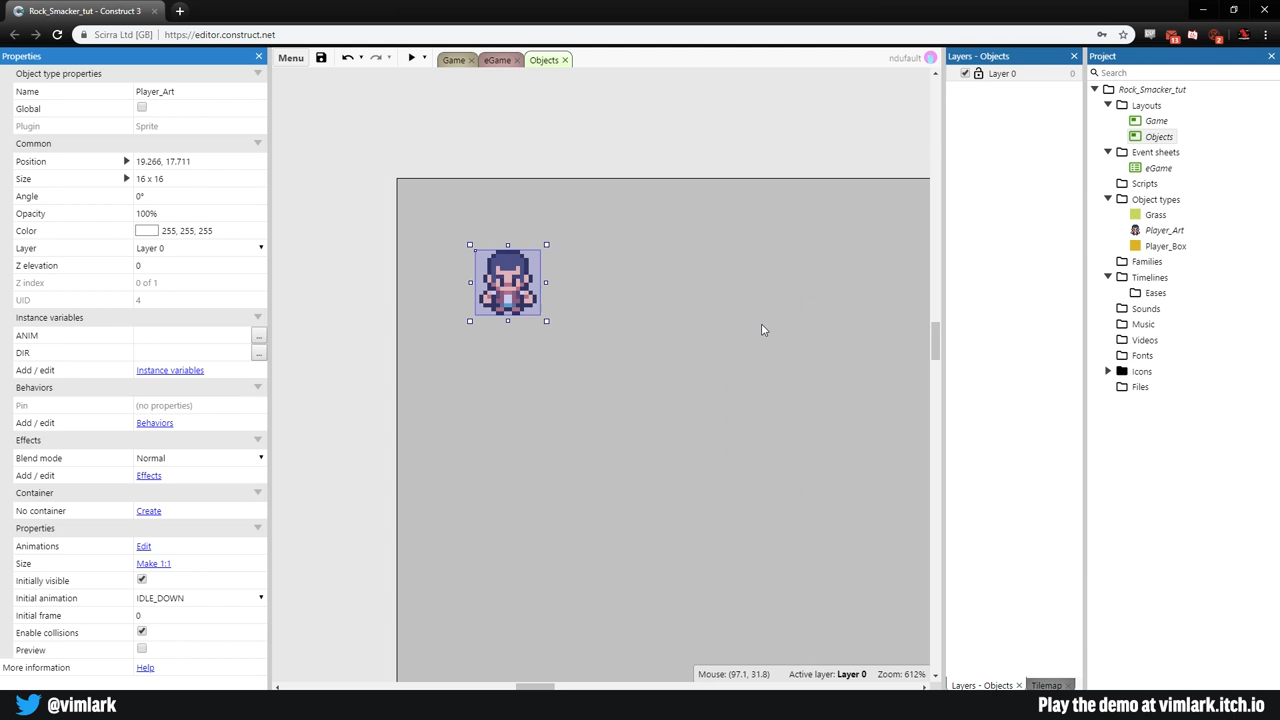 Rock_Smacker_tut - Construct 3
Scirra Ltd [GB] | https://editor.construct.net
13
2
Properties
Object type properties
Name Player_Art
Global
Plugin Sprite
Common
Position 19.266, 17.711
Size 16 x 16
Angle 0°
Opacity 100%
Color 255, 255, 255
Layer Layer 0
Z elevation 0
Z index 0 of 1
UID 4
Instance variables
ANIM ...
DIR ...
Add / edit Instance variables
Behaviors
Pin (no properties)
Add / edit Behaviors
Effects
Blend mode Normal
Add / edit Effects
Container
No container Create
Properties
Animations Edit
Size Make 1:1
Initially visible
Initial animation IDLE_DOWN
Initial frame 0
Enable collisions
Preview
More information Help
Menu
Game
eGame
Objects
ndufault
Mouse: (97.1, 31.8) Active layer: Layer 0 Zoom: 612%
Layers - Objects
Layer 0 0
Layers - Objects
Tilemap
Project
Search
Rock_Smacker_tut
Layouts
Game
Objects
Event sheets
eGame
Scripts
Object types
Grass
Player_Art
Player_Box
Families
Timelines
Eases
Sounds
Music
Videos
Fonts
Icons
Files
@vimlark
Play the demo at vimlark.itch.io